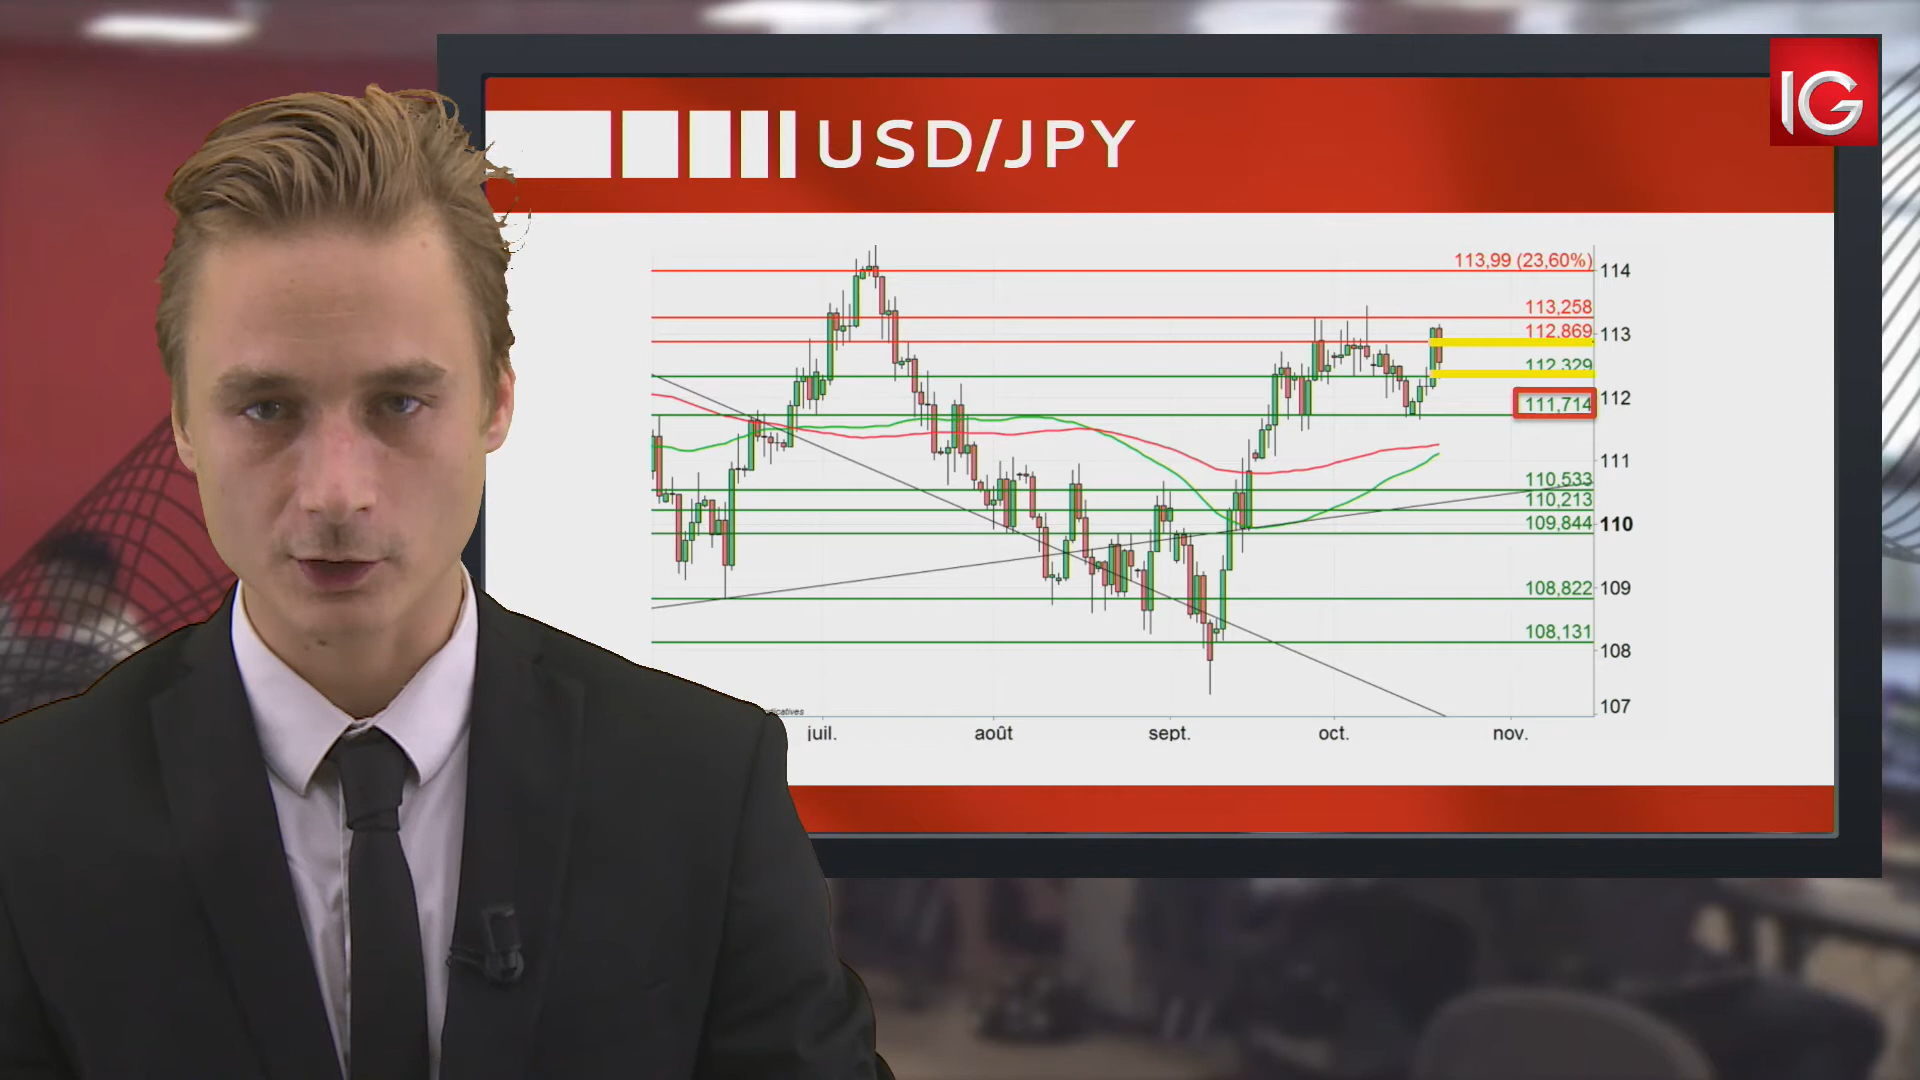 IG
USD/JPY
113,99 (23,60%)
114
113,258
112,869
113
112,329
111,714
112
111
110,533
110,213
109,844
110
108,822
109
108,131
108
107
juil.
août
sept.
oct.
nov.